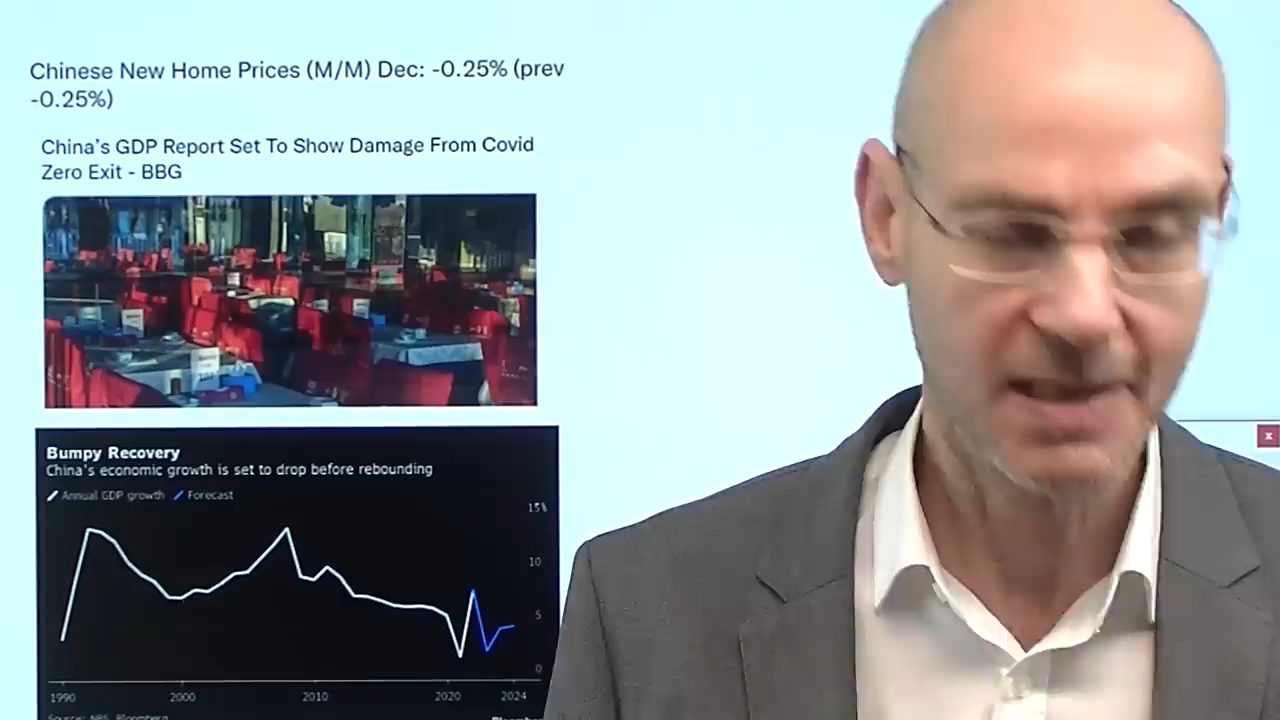 Chinese New Home Prices (M/M) Dec: -0.25% (prev
-0.25%)
China's GDP Report Set To Show Damage From Covid
Zero Exit - BBG
Bumpy Recovery
China's economic growth is set to drop before rebounding
Annual GDP growth Forecast
15%
10
5
0
1990 2000 2010 2020 2024
Source: NBS, Bloomberg
x